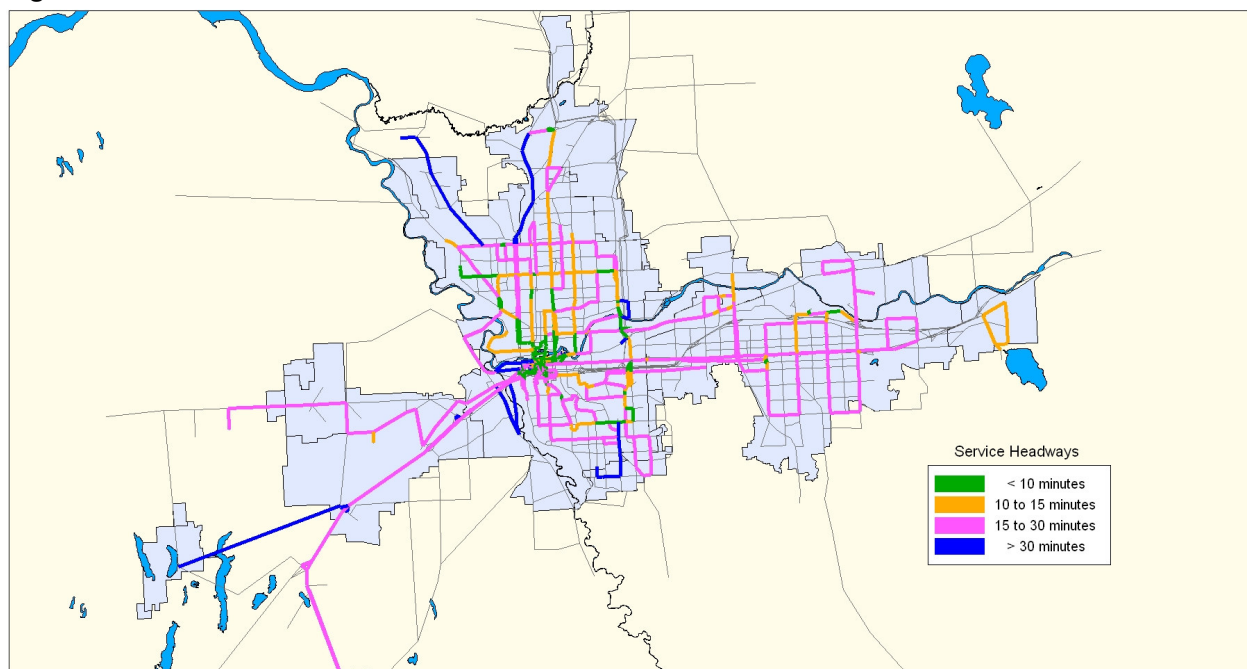 Service Headways
< 10 minutes
10 to 15 minutes
15 to 30 minutes
> 30 minutes